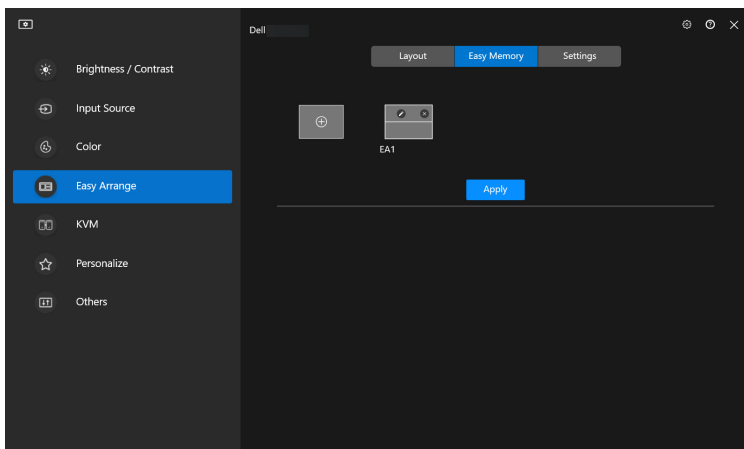 Dell
Layout
Easy Memory
Settings
Brightness / Contrast
Input Source
Color
Easy Arrange
KVM
Personalize
Others
EA1
Apply